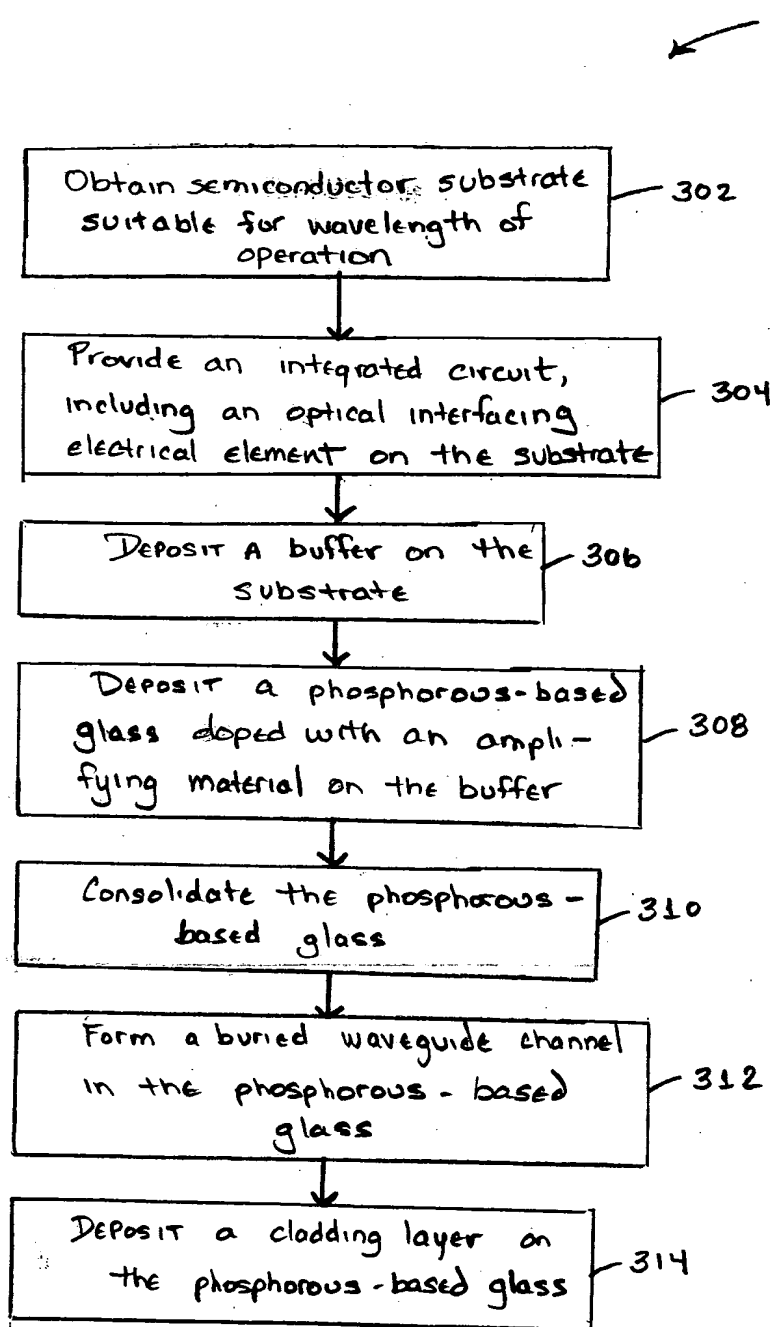 Obtain semiconductor substrate
suitable for wavelength of
operation
302
Provide an integrated circuit,
including an optical interfacing
electrical element on the substrate
304
Deposit A buffer on the
substrate
306
Deposit a phosphorous-based
glass doped with an ampli-
fying material on the buffer
308
Consolidate the phosphorous-
based glass
310
Form a buried waveguide channel
in the phosphorous-based
glass
312
Deposit a cladding layer on
the phosphorous-based glass
314